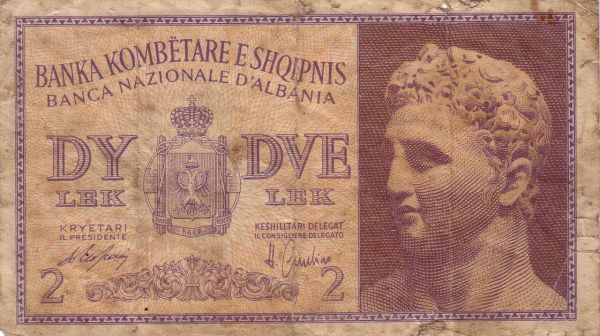 BANKA KOMBËTARE E SHQIPNIS
BANCA NAZIONALE D'ALBANIA
DY DVE
LEK LEK
KRYETARI
IL PRESIDENTE
KESHILLTARI DELEGAT
IL CONSIGLIERE DELEGATO
2 2